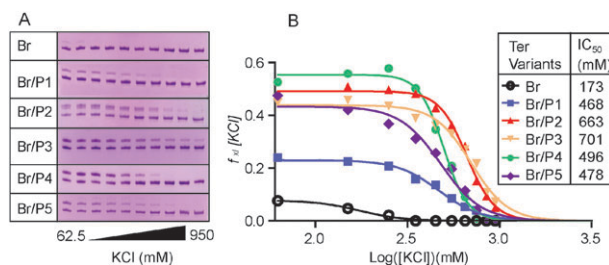 A
Br
Br/P1
Br/P2
Br/P3
Br/P4
Br/P5
62.5
950
KCl (mM)
B
f xl [KCl]
0.6
0.4
0.2
0.0
2.0
2.5
3.0
3.5
Log([KCl])(mM)
Ter Variants IC50 (mM)
Br 173
Br/P1 468
Br/P2 663
Br/P3 701
Br/P4 496
Br/P5 478